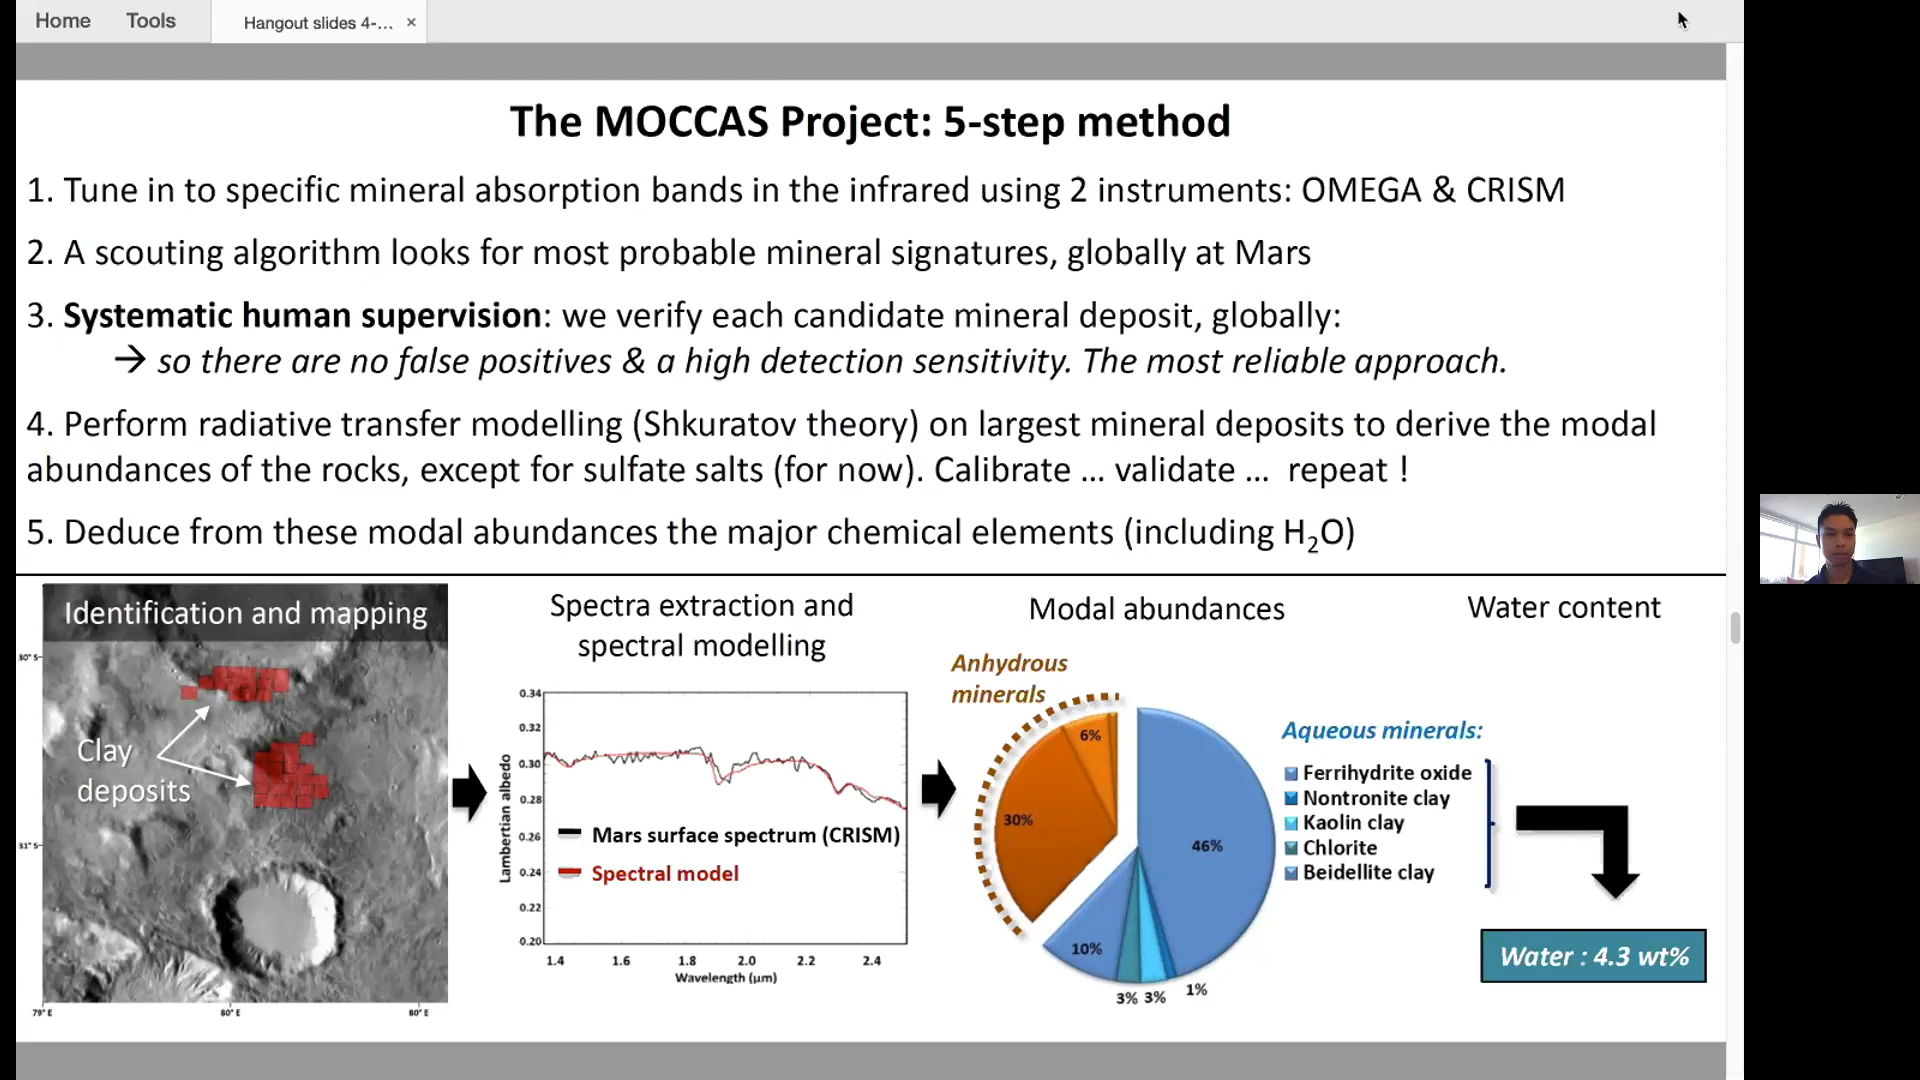 Home Tools Hangout slides 4-... ×
The MOCCAS Project: 5-step method
1. Tune in to specific mineral absorption bands in the infrared using 2 instruments: OMEGA & CRISM
2. A scouting algorithm looks for most probable mineral signatures, globally at Mars
3. Systematic human supervision: we verify each candidate mineral deposit, globally:
→ so there are no false positives & a high detection sensitivity. The most reliable approach.
4. Perform radiative transfer modelling (Shkuratov theory) on largest mineral deposits to derive the modal
abundances of the rocks, except for sulfate salts (for now). Calibrate ... validate ... repeat !
5. Deduce from these modal abundances the major chemical elements (including H₂O)
Identification and mapping
30° S
Clay
deposits
31° S
79° E 80° E 80° E
Spectra extraction and
spectral modelling
0.34
0.32
0.30
0.28
0.26
0.24
0.22
0.20
Lambertian albedo
Mars surface spectrum (CRISM)
Spectral model
1.4 1.6 1.8 2.0 2.2 2.4
Wavelength (μm)
Modal abundances
Anhydrous
minerals
6%
30%
46%
10%
3% 3% 1%
Aqueous minerals:
Ferrihydrite oxide
Nontronite clay
Kaolin clay
Chlorite
Beidellite clay
Water content
Water : 4.3 wt%